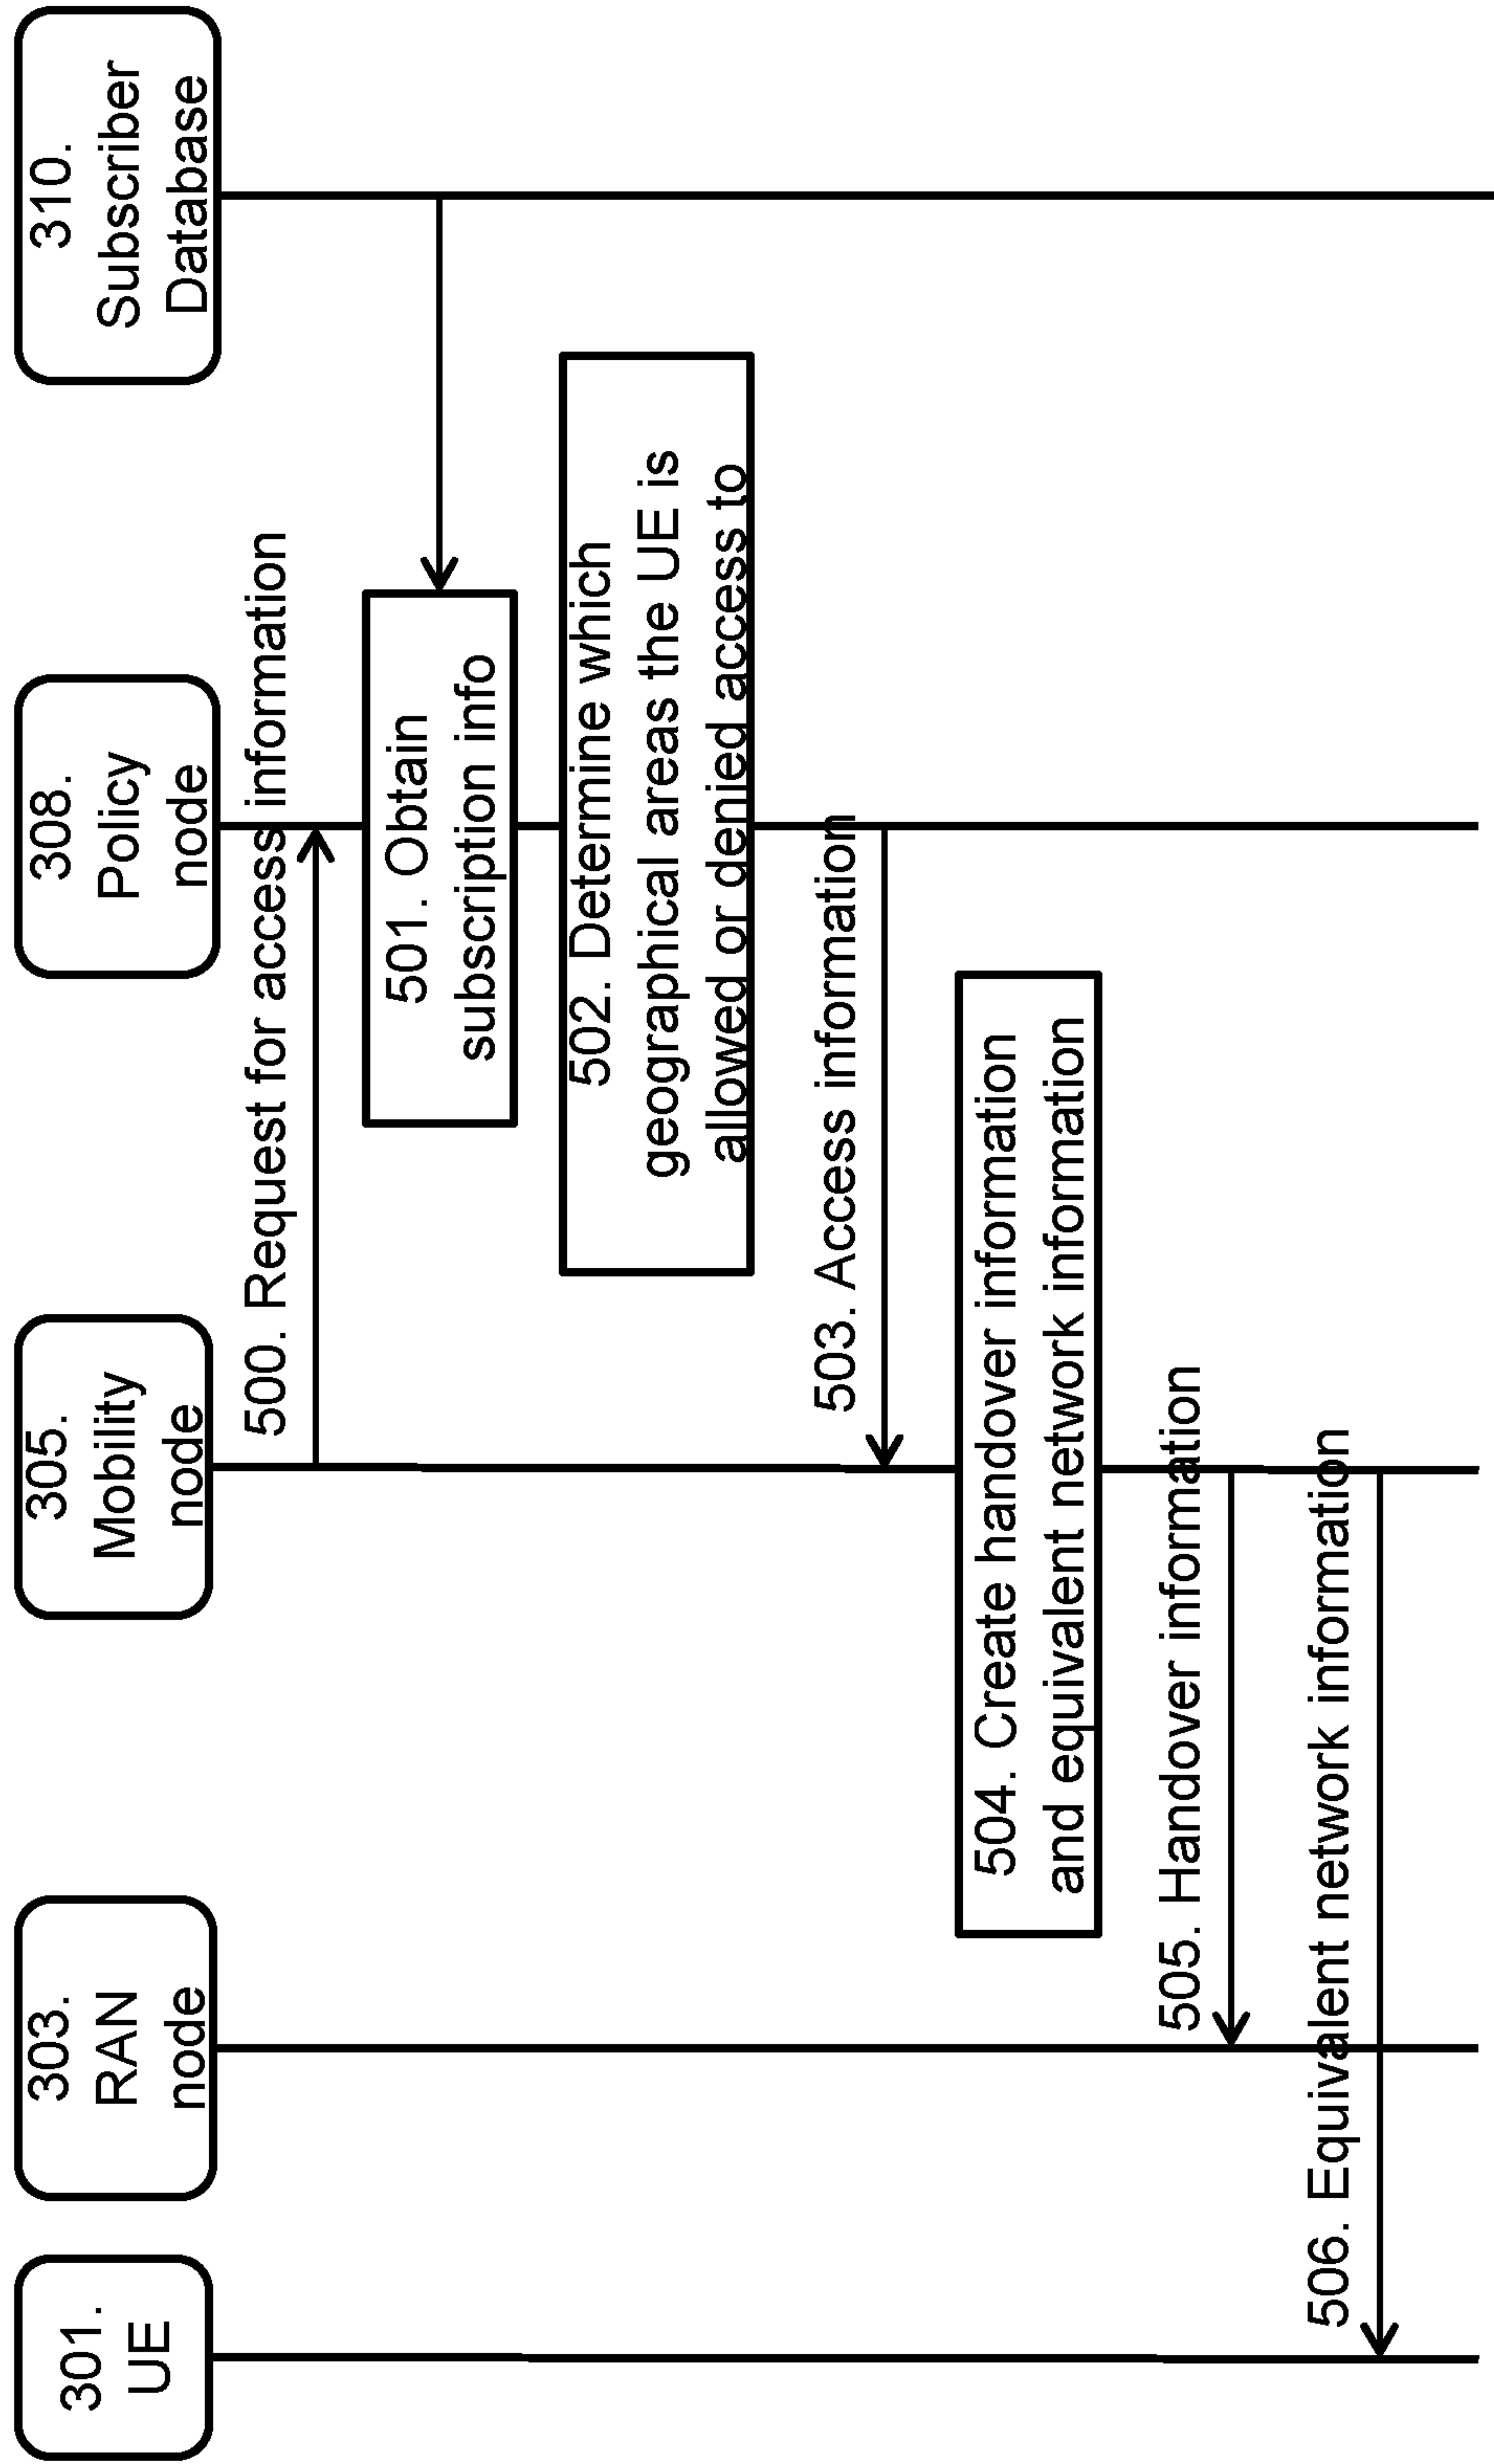 301.
UE
303.
RAN
node
305.
Mobility
node
308.
Policy
node
310.
Subscriber
Database
500. Request for access information
501. Obtain
subscription info
502. Determine which
geographical areas the UE is
allowed or denied access to
503. Access information
504. Create handover information
and equivalent network information
505. Handover information
506. Equivalent network information